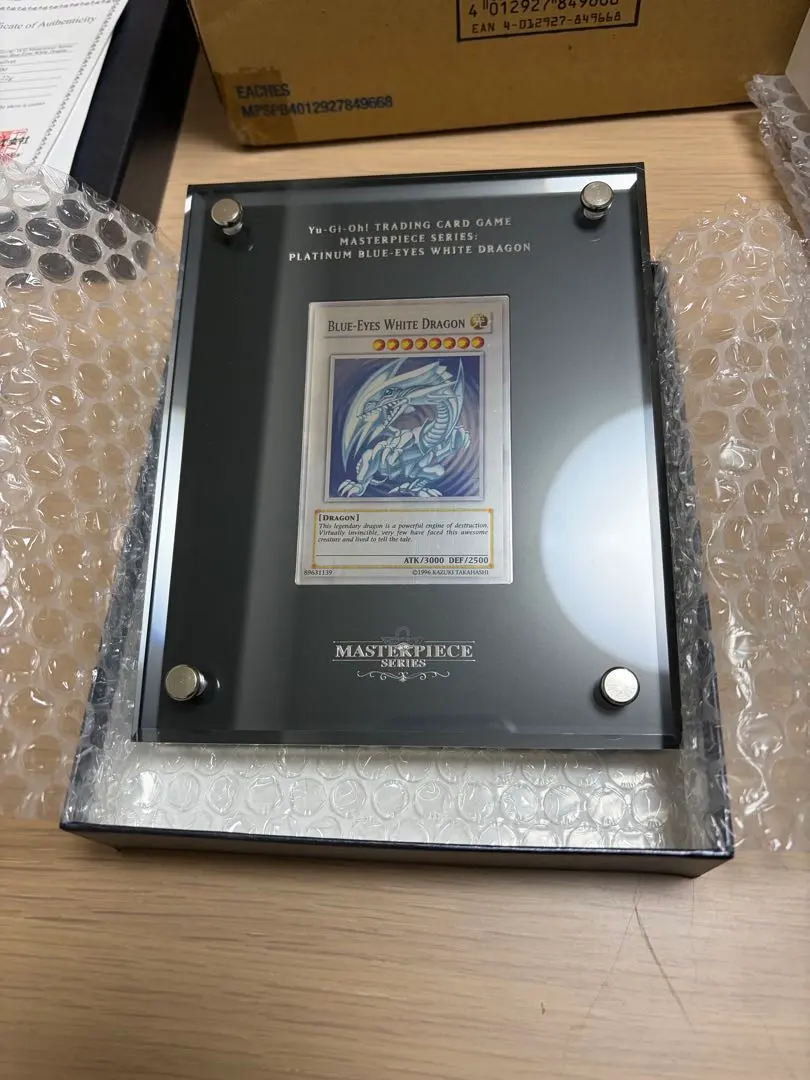 cate of Authenticity
4 012927 849668
EAN 4-012927-849668
EACHES
MPSPB4012927849668
Yu-Gi-Oh! TRADING CARD GAME
MASTERPIECE SERIES:
PLATINUM BLUE-EYES WHITE DRAGON
BLUE-EYES WHITE DRAGON 光
[DRAGON]
This legendary dragon is a powerful engine of destruction.
Virtually invincible, very few have faced this awesome
creature and lived to tell the tale.
ATK/3000 DEF/2500
89631139 ©1996 KAZUKI TAKAHASHI
MASTERPIECE
SERIES